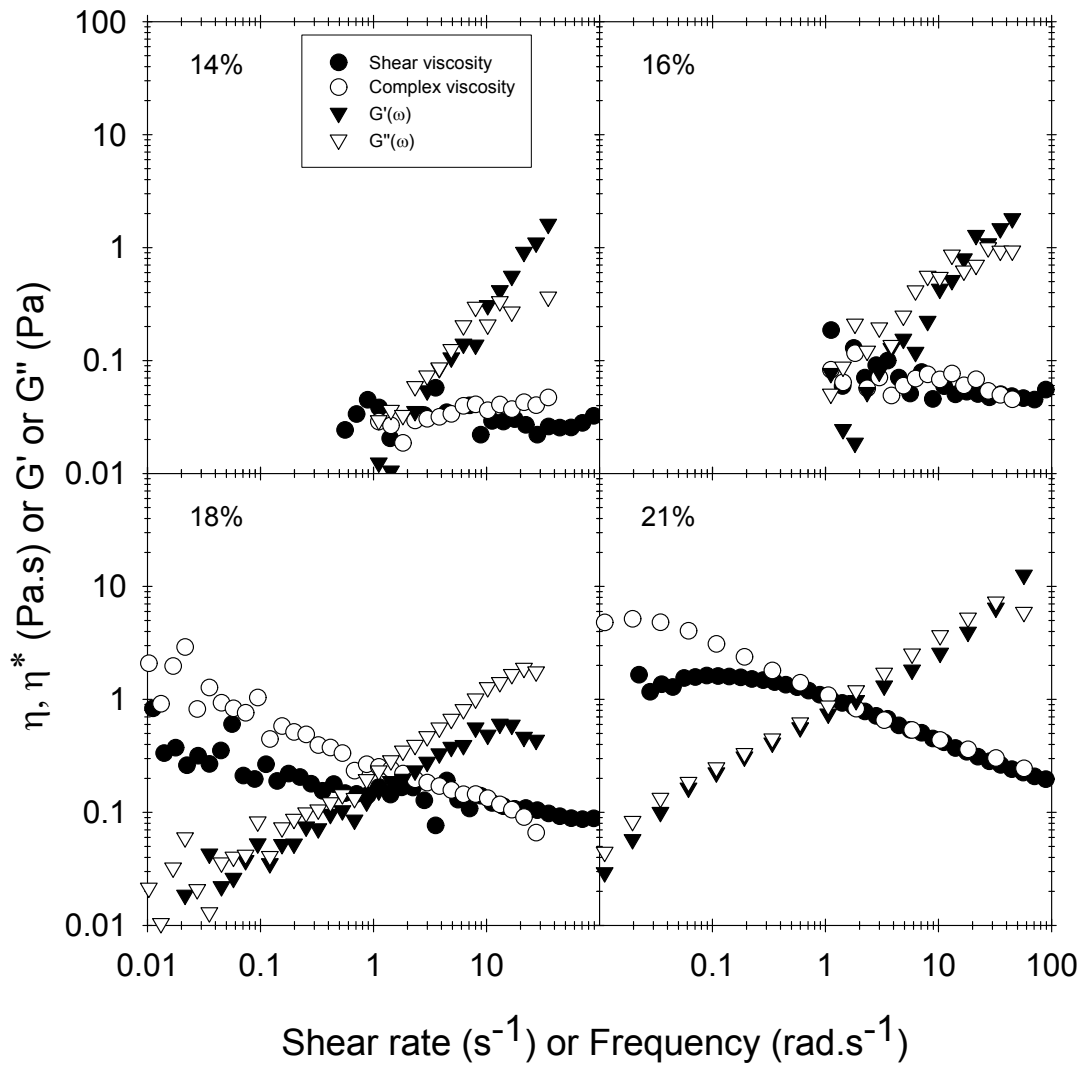 100
14%
Shear viscosity
Complex viscosity
G'(ω)
G''(ω)
16%
10
1
0.1
0.01
18%
21%
10
1
0.1
0.01
η, η* (Pa.s) or G' or G'' (Pa)
0.01 0.1 1 10 0.1 1 10 100
Shear rate (s-1) or Frequency (rad.s-1)